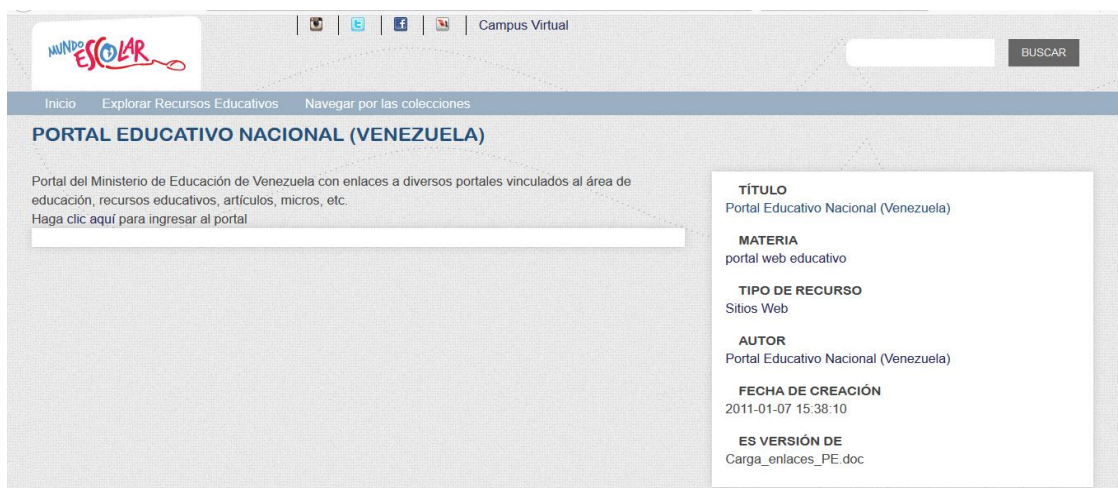 Campus Virtual
MUNDO
ESCOLAR
BUSCAR
Inicio Explorar Recursos Educativos Navegar por las colecciones
PORTAL EDUCATIVO NACIONAL (VENEZUELA)
Portal del Ministerio de Educación de Venezuela con enlaces a diversos portales vinculados al área de
educación, recursos educativos, artículos, micros, etc.
Haga clic aquí para ingresar al portal
TÍTULO
Portal Educativo Nacional (Venezuela)
MATERIA
portal web educativo
TIPO DE RECURSO
Sitios Web
AUTOR
Portal Educativo Nacional (Venezuela)
FECHA DE CREACIÓN
2011-01-07 15:38:10
ES VERSIÓN DE
Carga_enlaces_PE.doc